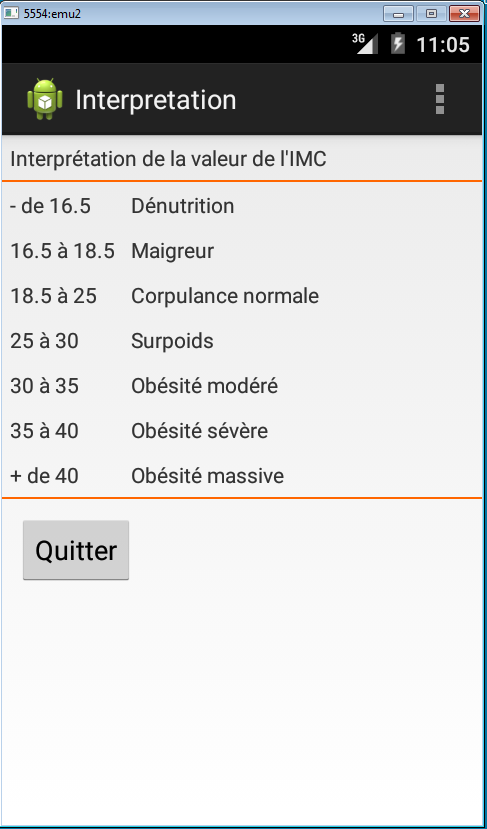 5554:emu2
3G 11:05
Interpretation
Interprétation de la valeur de l'IMC
- de 16.5 Dénutrition
16.5 à 18.5 Maigreur
18.5 à 25 Corpulance normale
25 à 30 Surpoids
30 à 35 Obésité modéré
35 à 40 Obésité sévère
+ de 40 Obésité massive
Quitter